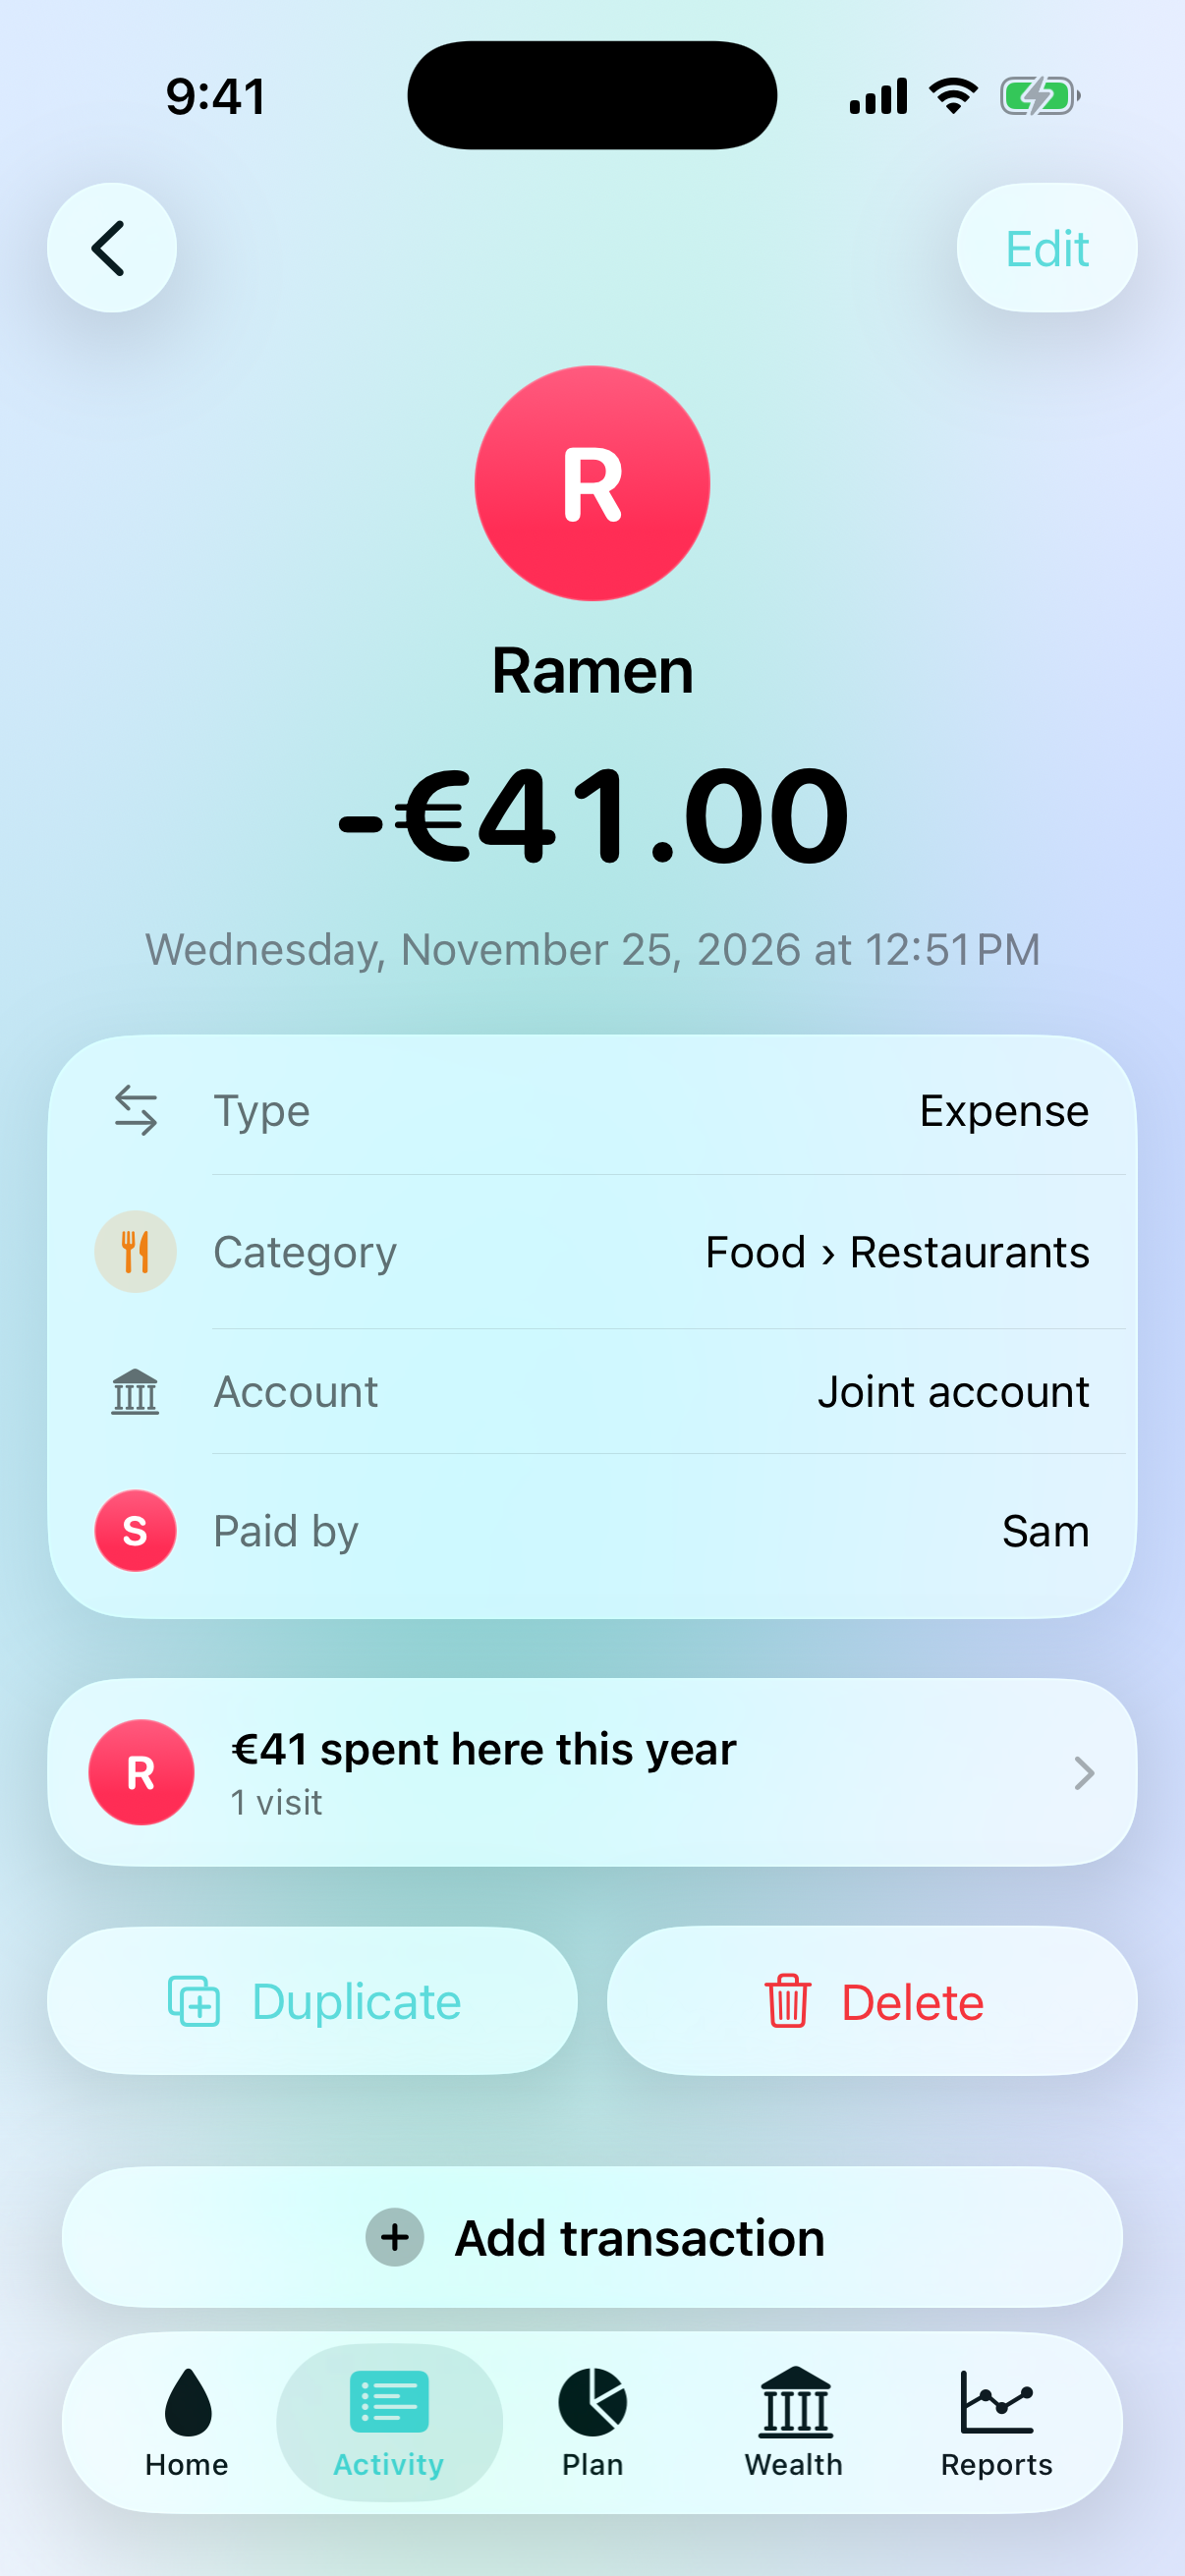 9:41
Edit
R
Ramen
-€41.00
Wednesday, November 25, 2026 at 12:51 PM
Type Expense
Category Food › Restaurants
Account Joint account
S Paid by Sam
R €41 spent here this year
1 visit
Duplicate Delete
Add transaction
Home Activity Plan Wealth Reports